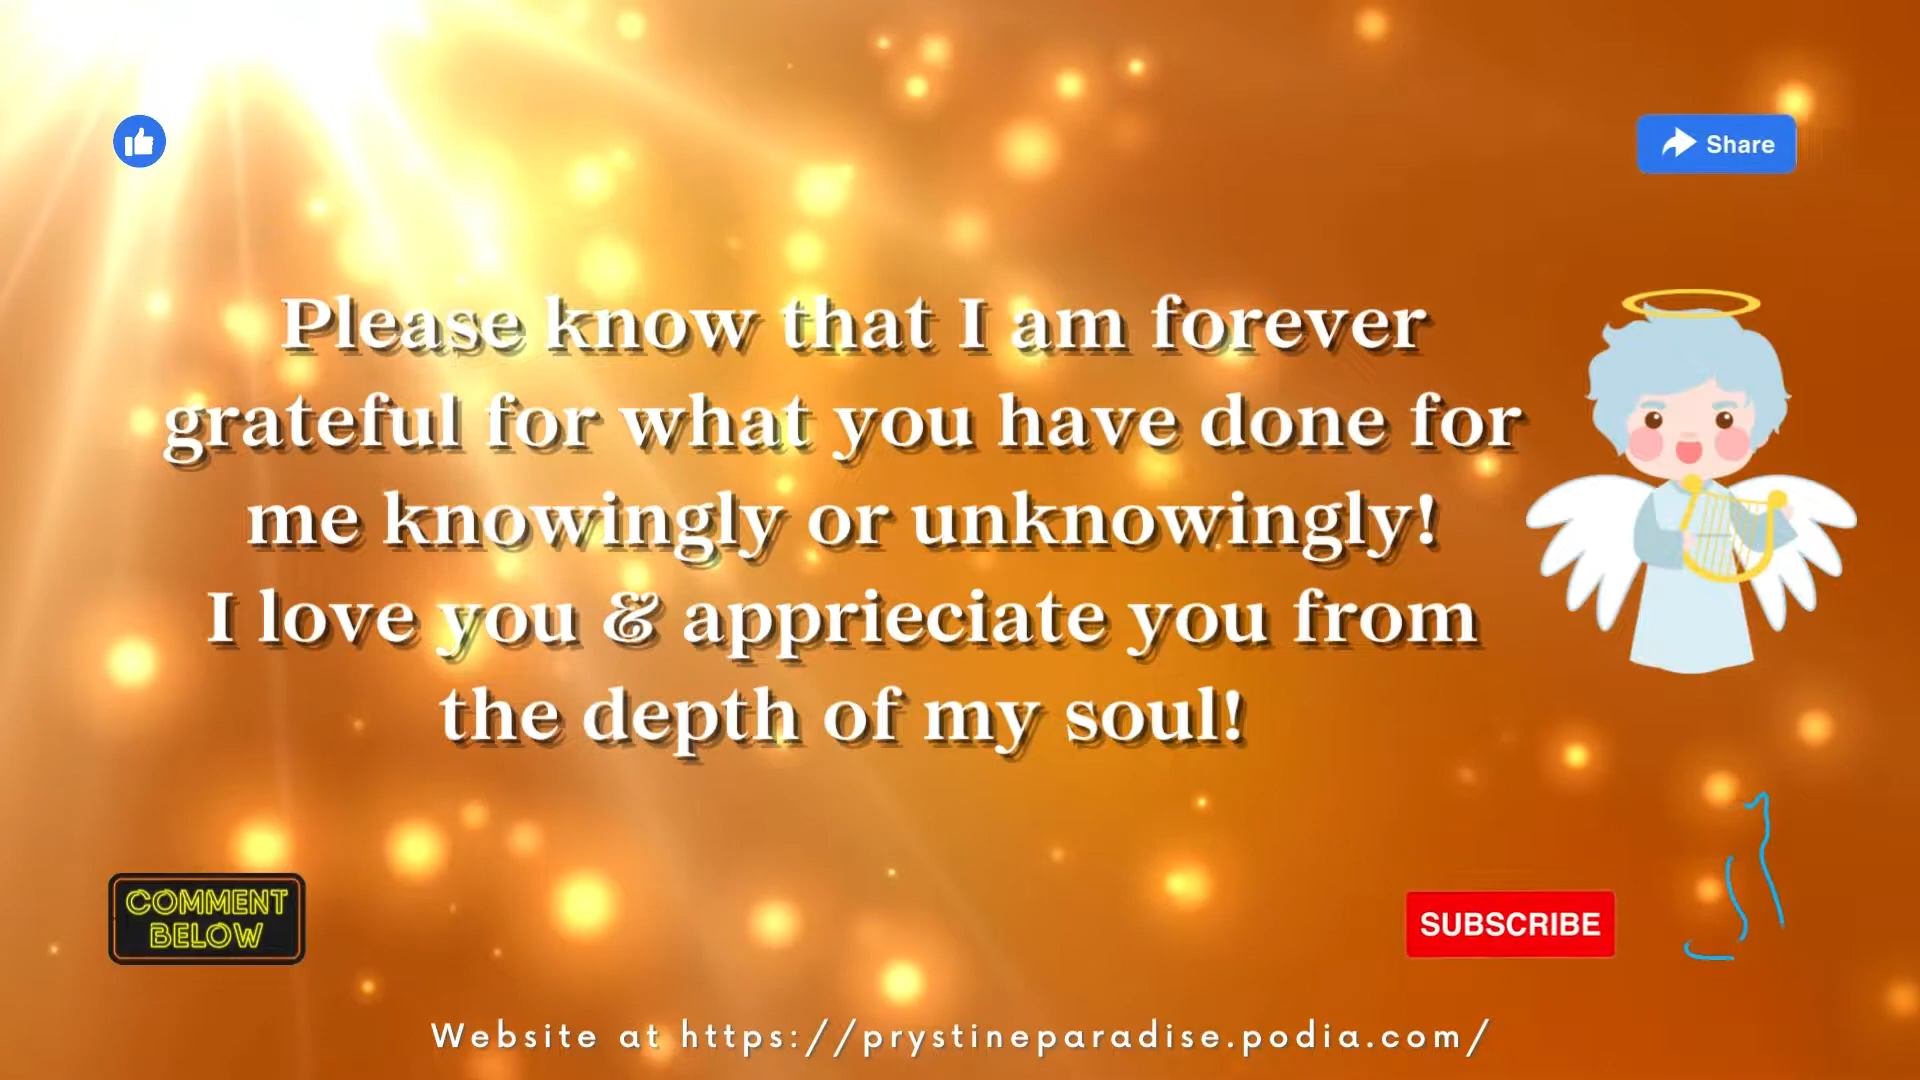 Share
Please know that I am forever
grateful for what you have done for
me knowingly or unknowingly!
I love you & apprieciate you from
the depth of my soul!
COMMENT
BELOW
SUBSCRIBE
Website at https://prystineparadise.podia.com/